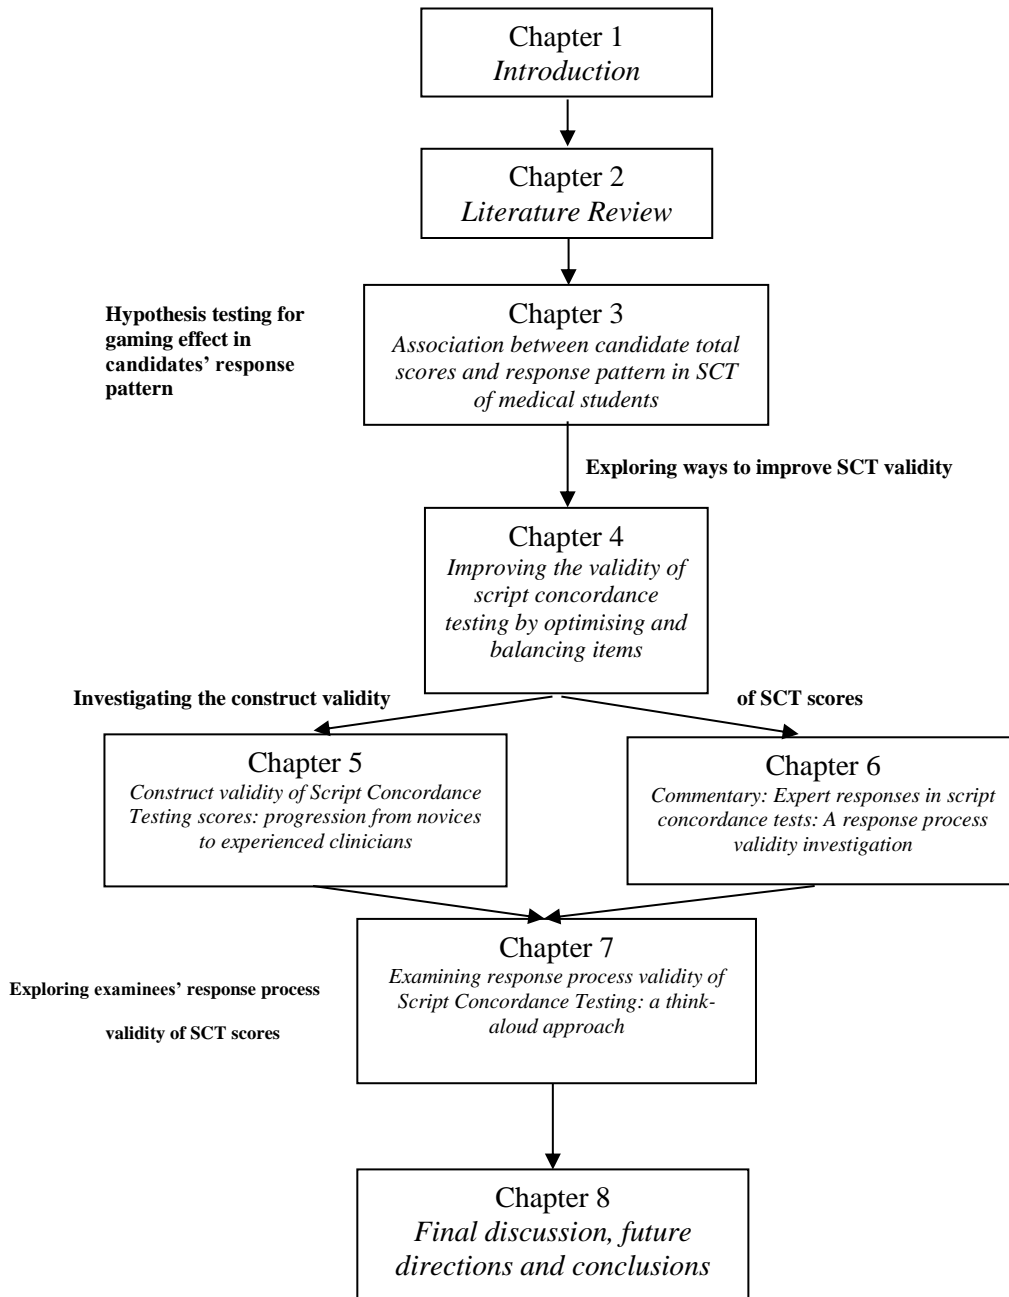 Chapter 1
Introduction
Chapter 2
Literature Review
Hypothesis testing for
gaming effect in
candidates’ response
pattern
Chapter 3
Association between candidate total
scores and response pattern in SCT
of medical students
Exploring ways to improve SCT validity
Chapter 4
Improving the validity of
script concordance
testing by optimising and
balancing items
Investigating the construct validity
of SCT scores
Chapter 5
Construct validity of Script Concordance
Testing scores: progression from novices
to experienced clinicians
Chapter 6
Commentary: Expert responses in script
concordance tests: A response process
validity investigation
Exploring examinees’ response process
validity of SCT scores
Chapter 7
Examining response process validity of
Script Concordance Testing: a think-
aloud approach
Chapter 8
Final discussion, future
directions and conclusions